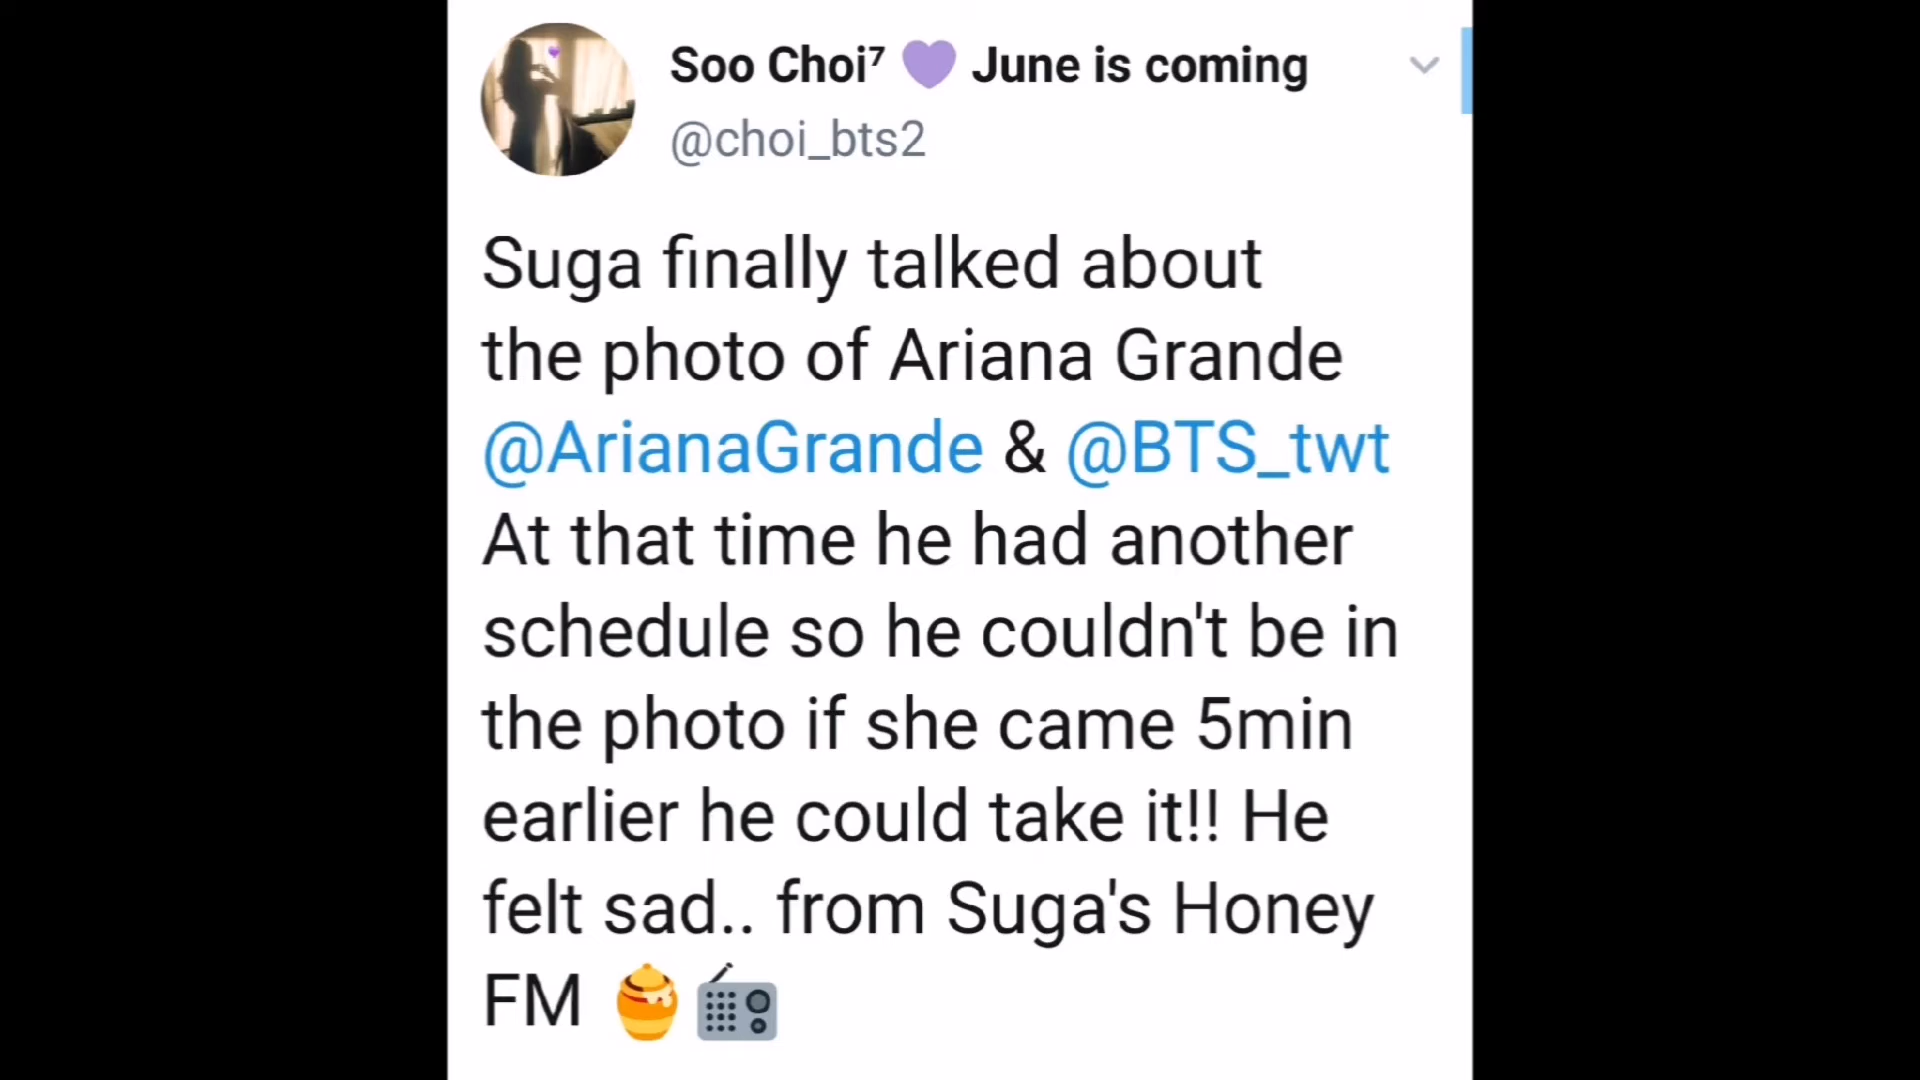 Soo Choi⁷ 💜 June is coming
@choi_bts2
Suga finally talked about
the photo of Ariana Grande
@ArianaGrande & @BTS_twt
At that time he had another
schedule so he couldn't be in
the photo if she came 5min
earlier he could take it!! He
felt sad.. from Suga's Honey
FM 🍯📻